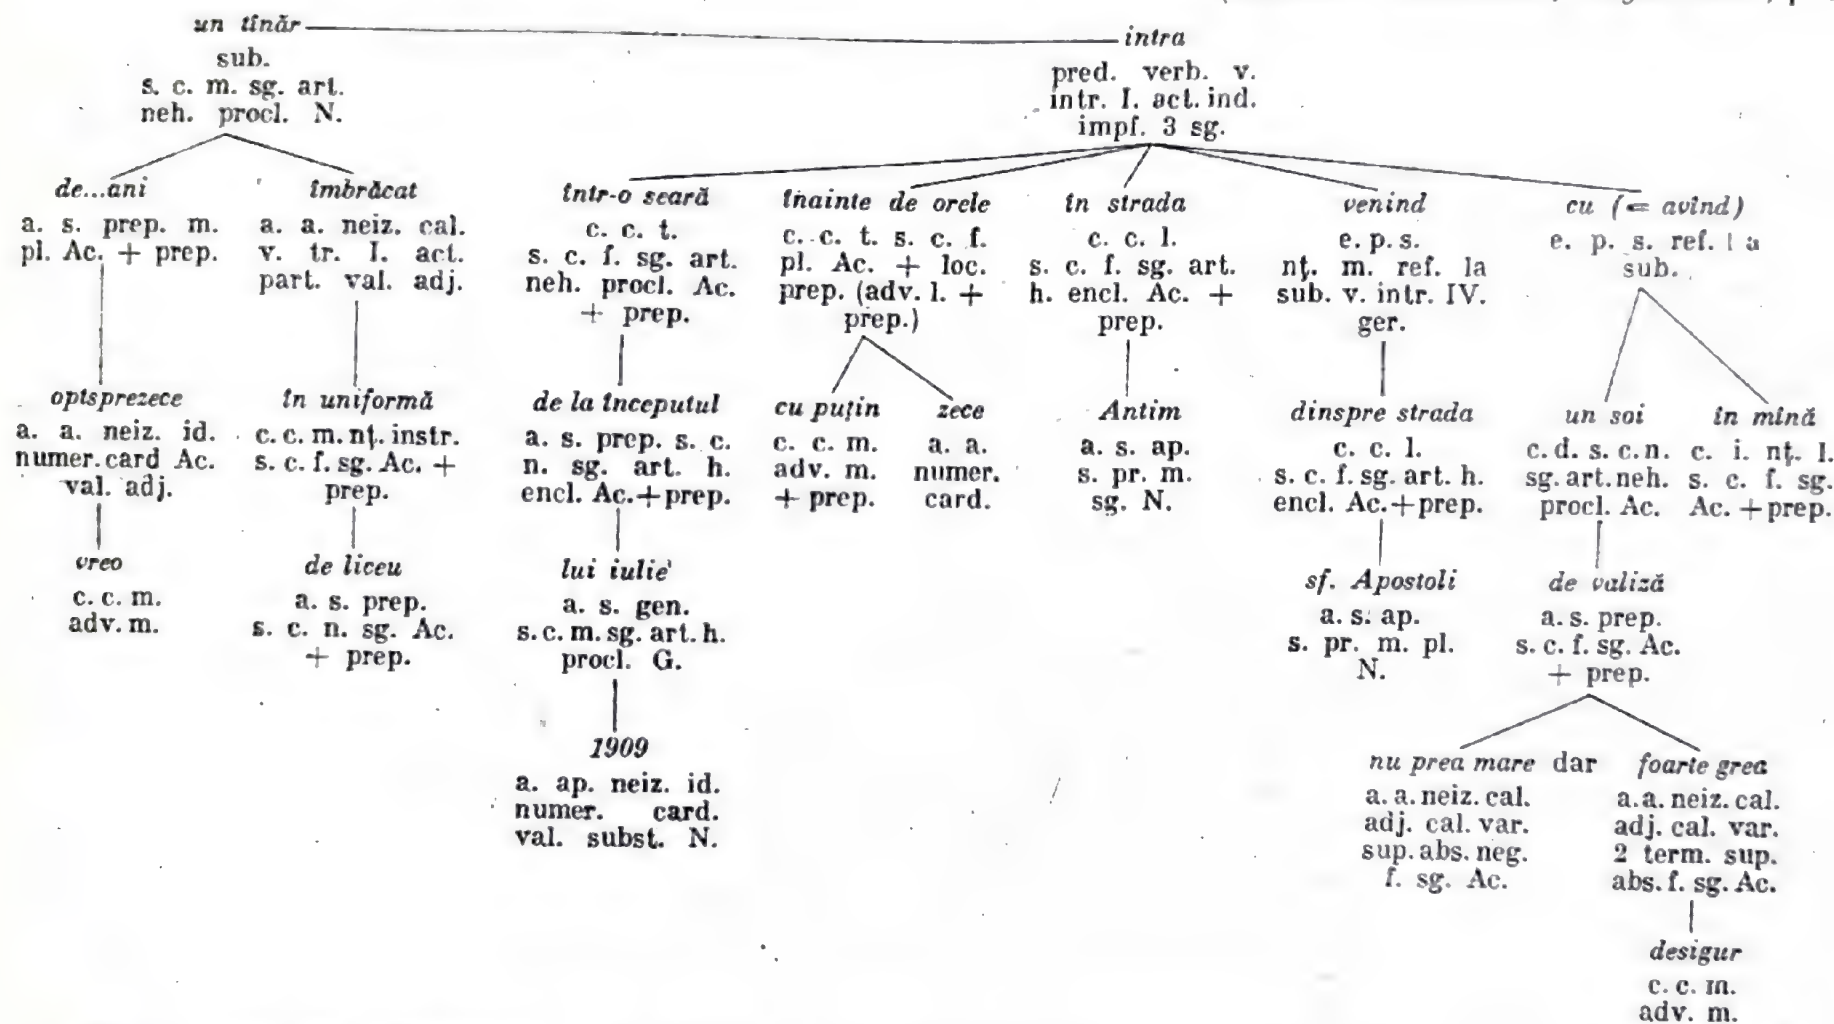 un tînăr
intra
sub.
s. c. m. sg. art.
neh. procl. N.
pred. verb. v.
intr. I. act. ind.
impf. 3 sg.
de...ani
a. s. prep. m.
pl. Ac. + prep.
îmbrăcat
a. a. neiz. cal.
v. tr. I. act.
part. val. adj.
într-o seară
c. c. t.
s. c. f. sg. art.
neh. procl. Ac.
+ prep.
înainte de orele
c. c. t. s. c. f.
pl. Ac. + loc.
prep. (adv. l. +
prep.)
în strada
c. c. l.
s. c. f. sg. art.
h. encl. Ac. +
prep.
venind
e. p. s.
nţ. m. ref. la
sub. v. intr. IV.
ger.
cu (= avînd)
e. p. s. ref. la
sub.
optsprezece
a. a. neiz. id.
numer. card Ac.
val. adj.
în uniformă
c. c. m. nţ. instr.
s. c. f. sg. Ac. +
prep.
de la începutul
a. s. prep. s. c.
n. sg. art. h.
encl. Ac. + prep.
cu puţin
c. c. m.
adv. m.
+ prep.
zece
a. a.
numer.
card.
Antim
a. s. ap.
s. pr. m.
sg. N.
dinspre strada
c. c. l.
s. c. f. sg. art. h.
encl. Ac. + prep.
un soi
c. d. s. c. n.
sg. art. neh.
procl. Ac.
în mînă
c. i. nţ. l.
s. c. f. sg.
Ac. + prep.
vreo
c. c. m.
adv. m.
de liceu
a. s. prep.
s. c. n. sg. Ac.
+ prep.
lui iulie
a. s. gen.
s. c. m. sg. art. h.
procl. G.
sf. Apostoli
a. s. ap.
s. pr. m. pl.
N.
de valiză
a. s. prep.
s. c. f. sg. Ac.
+ prep.
1909
a. ap. neiz. id.
numer. card.
val. subst. N.
nu prea mare dar foarte grea
a. a. neiz. cal.
adj. cal. var.
sup. abs. neg.
f. sg. Ac.
a. a. neiz. cal.
adj. cal. var.
2 term. sup.
abs. f. sg. Ac.
desigur
c. c. m.
adv. m.